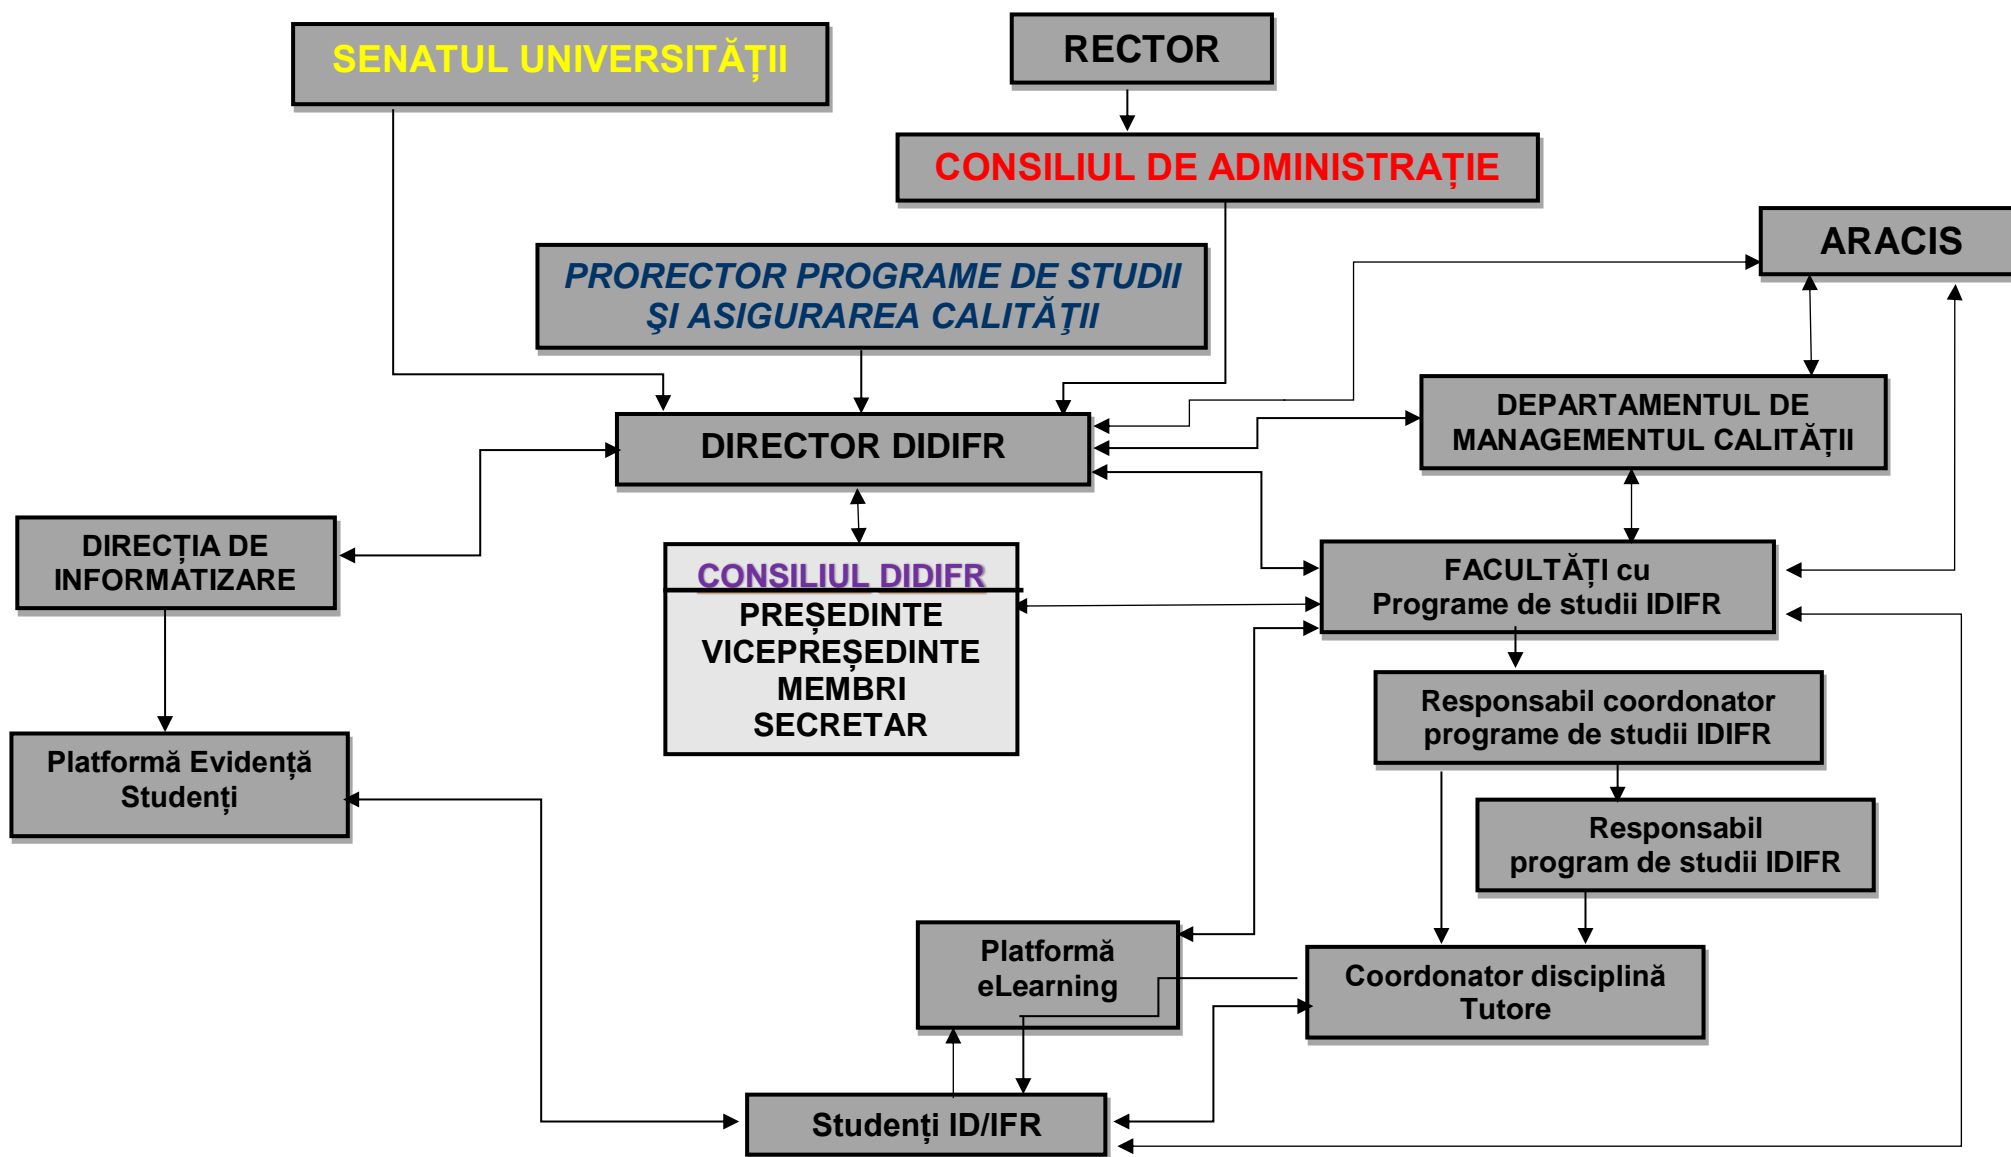 SENATUL UNIVERSITĂȚII
RECTOR
CONSILIUL DE ADMINISTRAȚIE
ARACIS
PRORECTOR PROGRAME DE STUDII
ŞI ASIGURAREA CALITĂŢII
DEPARTAMENTUL DE
MANAGEMENTUL CALITĂȚII
DIRECTOR DIDIFR
DIRECȚIA DE
INFORMATIZARE
CONSILIUL DIDIFR
PREȘEDINTE
VICEPREȘEDINTE
MEMBRI
SECRETAR
FACULTĂȚI cu
Programe de studii IDIFR
Responsabil coordonator
programe de studii IDIFR
Platformă Evidență
Studenți
Responsabil
program de studii IDIFR
Platformă
eLearning
Coordonator disciplină
Tutore
Studenți ID/IFR